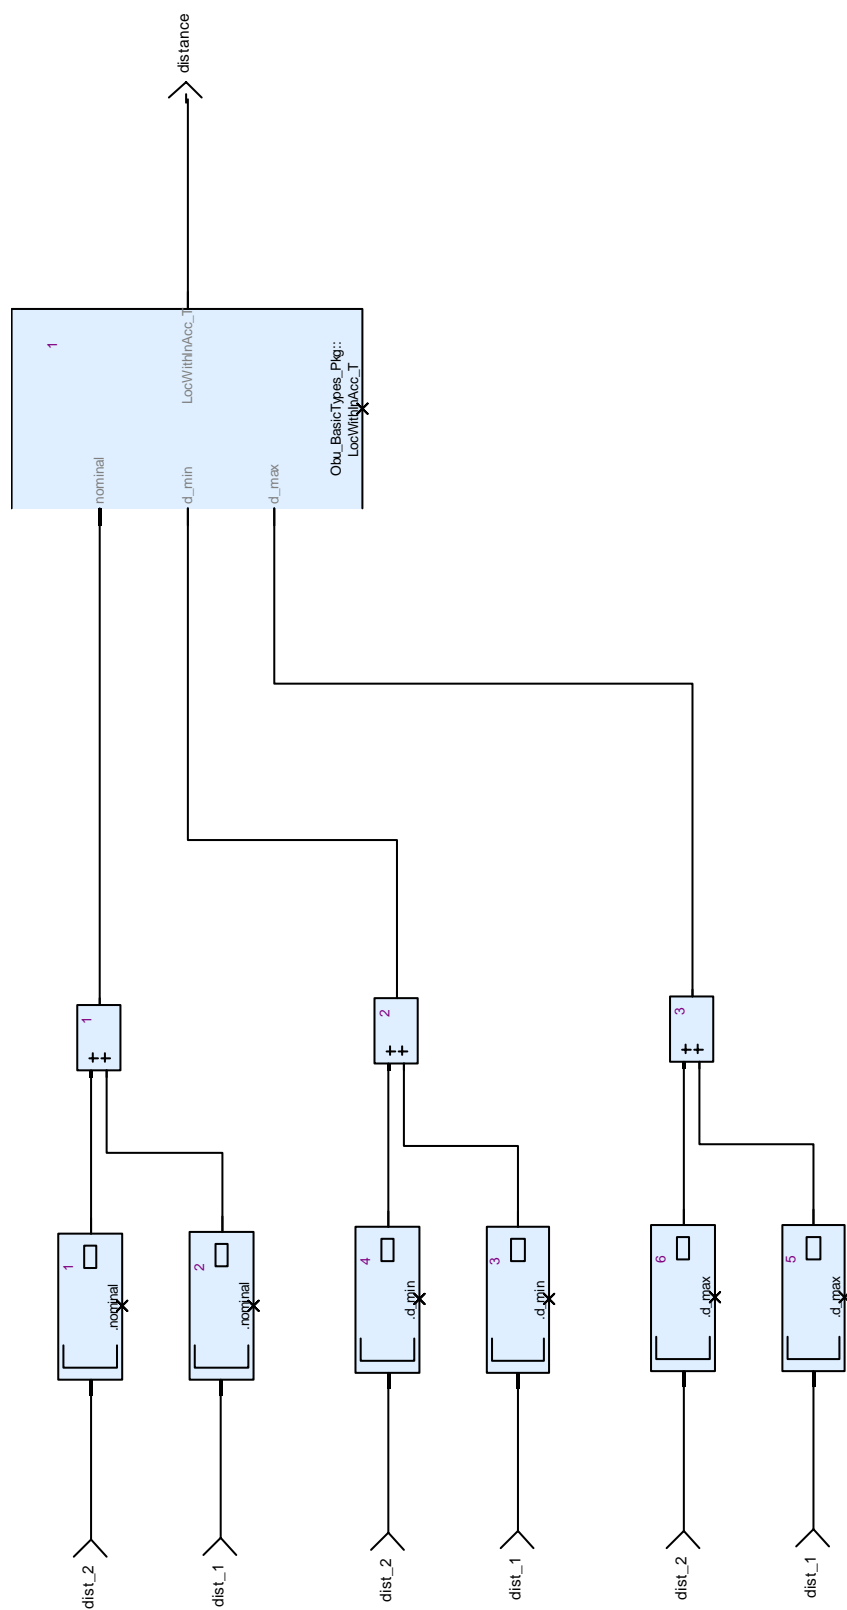 distance
1
LocWithInAcc_T
Obu_BasicTypes_Pkg::
LocWithInAcc_T
nominal
d_min
d_max
1
++
2
++
3
++
1
.nominal
2
.nominal
4
.d_min
3
.d_min
6
.d_max
5
.d_max
dist_2
dist_1
dist_2
dist_1
dist_2
dist_1